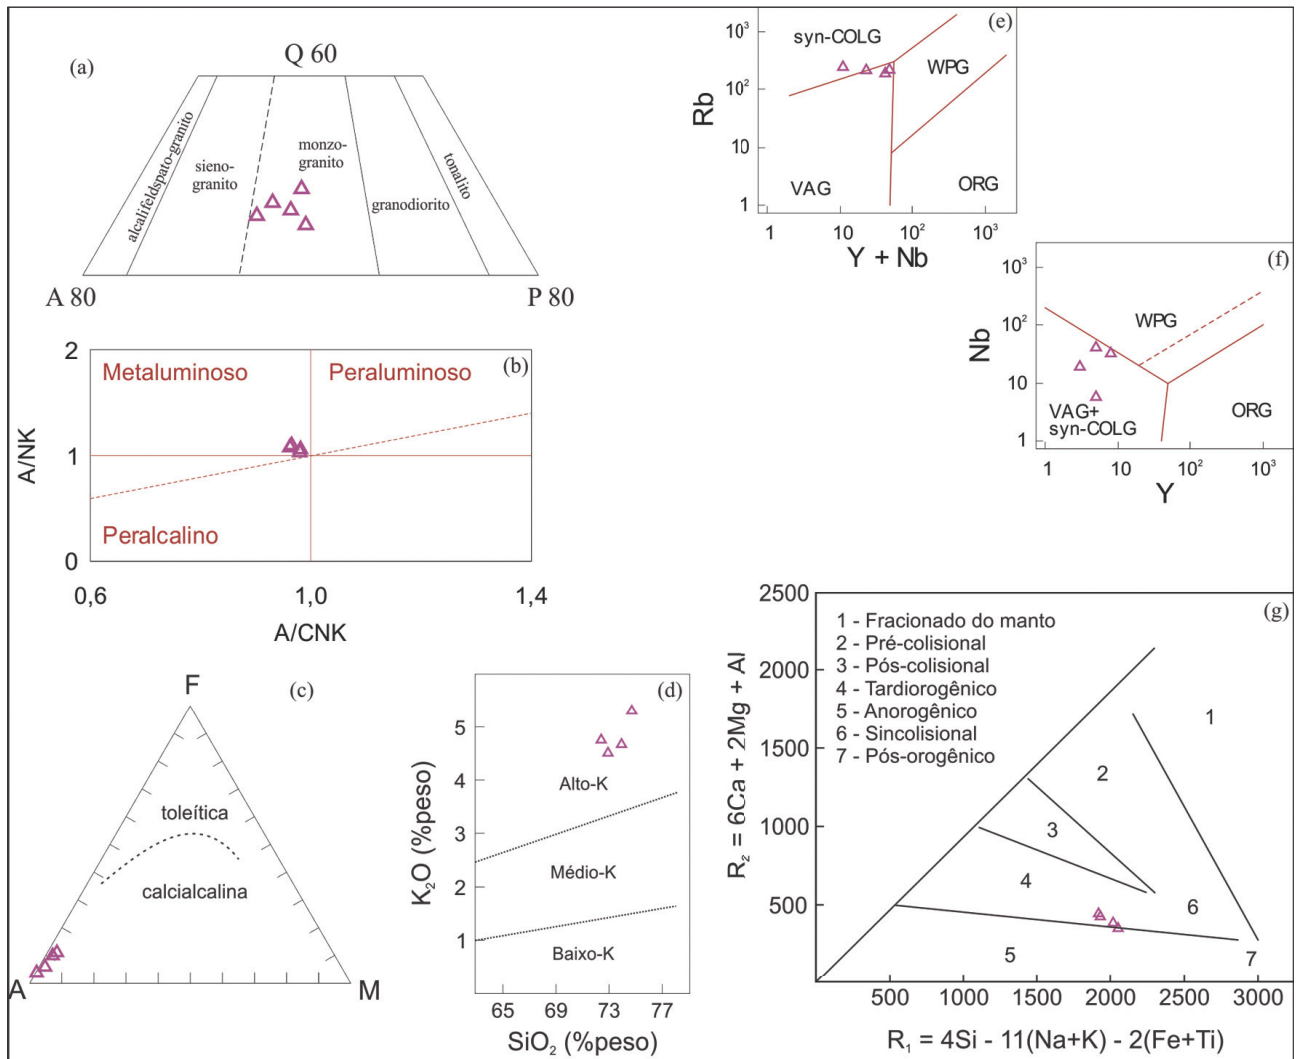 (a)
Q 60
alcalifeldspato-granito
sieno-
granito
monzo-
granito
granodiorito
tonalito
A 80
P 80
(b)
2
1
0
A/NK
Metaluminoso
Peraluminoso
Peralcalino
0,6
1,0
1,4
A/CNK
(c)
F
toleítica
calcialcalina
A
M
(d)
5
4
3
2
1
K2O (%peso)
Alto-K
Médio-K
Baixo-K
65
69
73
77
SiO2 (%peso)
(e)
10³
10²
10
1
Rb
syn-COLG
WPG
VAG
ORG
1
10
10²
10³
Y + Nb
(f)
10³
10²
10
1
Nb
WPG
VAG+
syn-COLG
ORG
1
10
10²
10³
Y
(g)
2500
2000
1500
1000
500
R2 = 6Ca + 2Mg + Al
1 - Fracionado do manto
2 - Pré-colisional
3 - Pós-colisional
4 - Tardiorogênico
5 - Anorogênico
6 - Sincolisional
7 - Pós-orogênico
1
2
3
4
6
5
7
500
1000
1500
2000
2500
3000
R1 = 4Si - 11(Na+K) - 2(Fe+Ti)